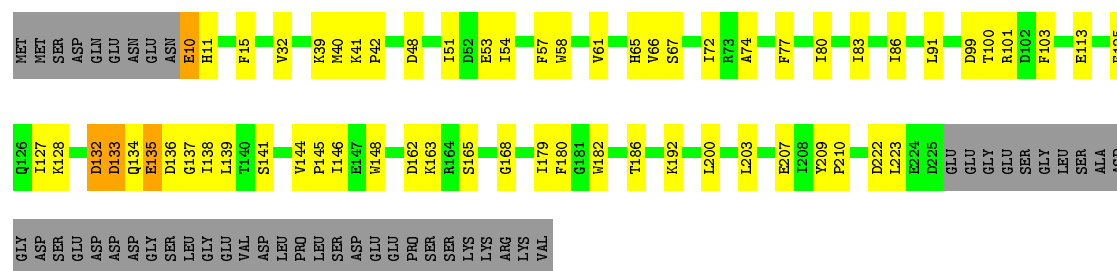 MET MET SER ASP GLN GLU ASN GLU ASN E10 H11 F15 V32 K39 M40 K41 P42 D48 I51 D52 E53 I54 F57 W58 V61 H65 V66 S67 I72 R73 A74 F77 I80 I83 I86 L91 D99 T100 R101 D102 F103 E113
Q126 I127 K128 D132 D133 Q134 E135 D136 G137 I138 L139 T140 S141 V144 P145 I146 E147 W148 D162 K163 R164 S165 G168 I179 F180 G181 W182 T186 K192 L200 L203 E207 I208 Y209 P210 D222 L223 E224 D225 GLU GLU GLY GLU SER GLY LEU SER ALA
GLY ASP SER GLU ASP ASP ASP GLY SER LEU GLY GLU VAL ASP LEU PRO LEU SER ASP GLU GLU PRO SER SER LYS LYS ARG LYS VAL